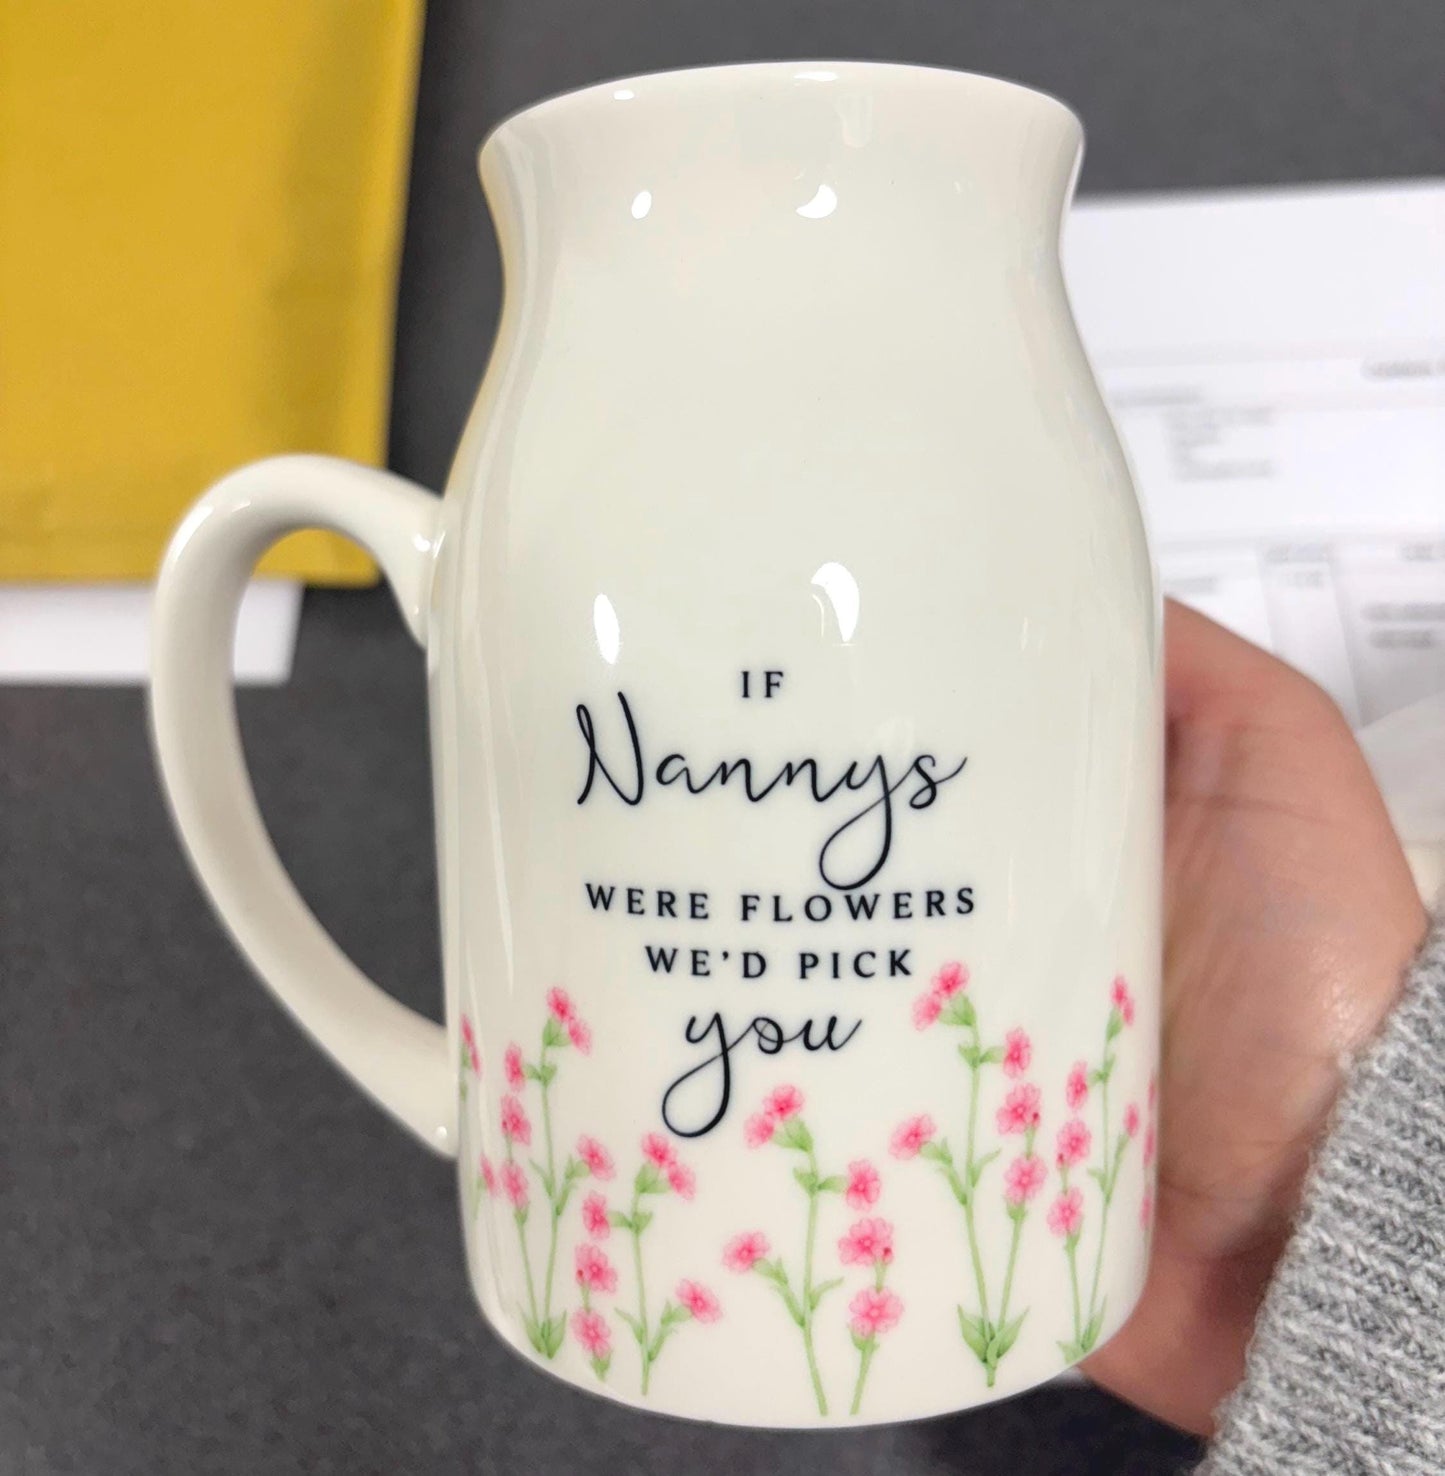 IF
Nannys
WERE FLOWERS
WE'D PICK
you